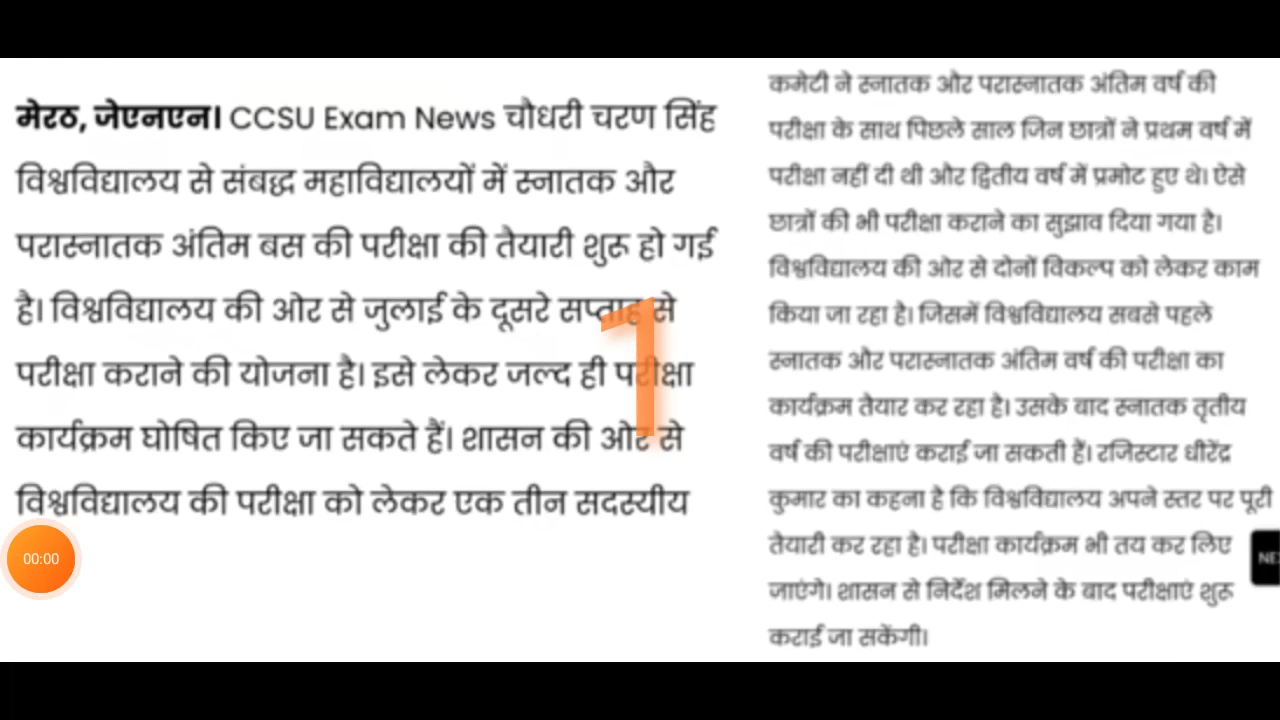 मेरठ, जेएनएन। CCSU Exam News चौधरी चरण सिंह
विश्वविद्यालय से संबद्ध महाविद्यालयों में स्नातक और
परास्नातक अंतिम बस की परीक्षा की तैयारी शुरू हो गई
है। विश्वविद्यालय की ओर से जुलाई के दूसरे सप्ताह से
परीक्षा कराने की योजना है। इसे लेकर जल्द ही परीक्षा
कार्यक्रम घोषित किए जा सकते हैं। शासन की ओर से
विश्वविद्यालय की परीक्षा को लेकर एक तीन सदस्यीय
1
00:00
कमेटी ने स्नातक और परास्नातक अंतिम वर्ष की
परीक्षा के साथ पिछले साल जिन छात्रों ने प्रथम वर्ष में
परीक्षा नहीं दी थी और द्वितीय वर्ष में प्रमोट हुए थे। ऐसे
छात्रों की भी परीक्षा कराने का सुझाव दिया गया है।
विश्वविद्यालय की ओर से दोनों विकल्प को लेकर काम
किया जा रहा है। जिसमें विश्वविद्यालय सबसे पहले
स्नातक और परास्नातक अंतिम वर्ष की परीक्षा का
कार्यक्रम तैयार कर रहा है। उसके बाद स्नातक तृतीय
वर्ष की परीक्षाएं कराई जा सकती हैं। रजिस्टार धीरेंद्र
कुमार का कहना है कि विश्वविद्यालय अपने स्तर पर पूरी
तैयारी कर रहा है। परीक्षा कार्यक्रम भी तय कर लिए
जाएंगे। शासन से निर्देश मिलने के बाद परीक्षाएं शुरू
कराई जा सकेंगी।